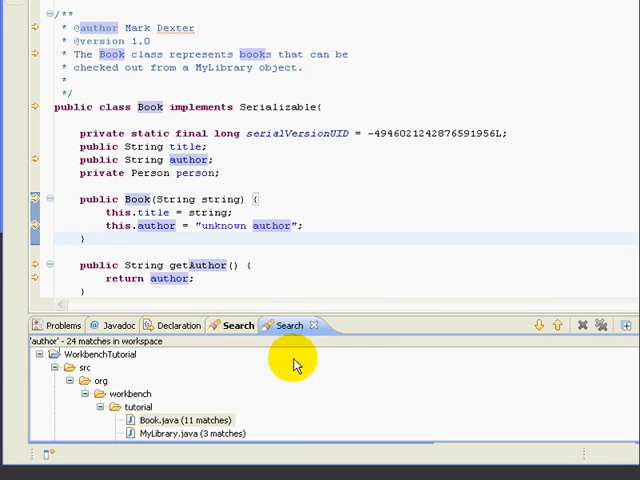 /**
* @author Mark Dexter
* @version 1.0
* The Book class represents books that can be
* checked out from a MyLibrary object.
*
*/
public class Book implements Serializable{
private static final long serialVersionUID = -4946021242876591956L;
public String title;
public String author;
private Person person;
public Book(String string) {
this.title = string;
this.author = "unknown author";
}
public String getAuthor() {
return author;
}
Problems Javadoc Declaration Search Search
'author' - 24 matches in workspace
WorkbenchTutorial
src
org
workbench
tutorial
Book.java (11 matches)
MyLibrary.java (3 matches)